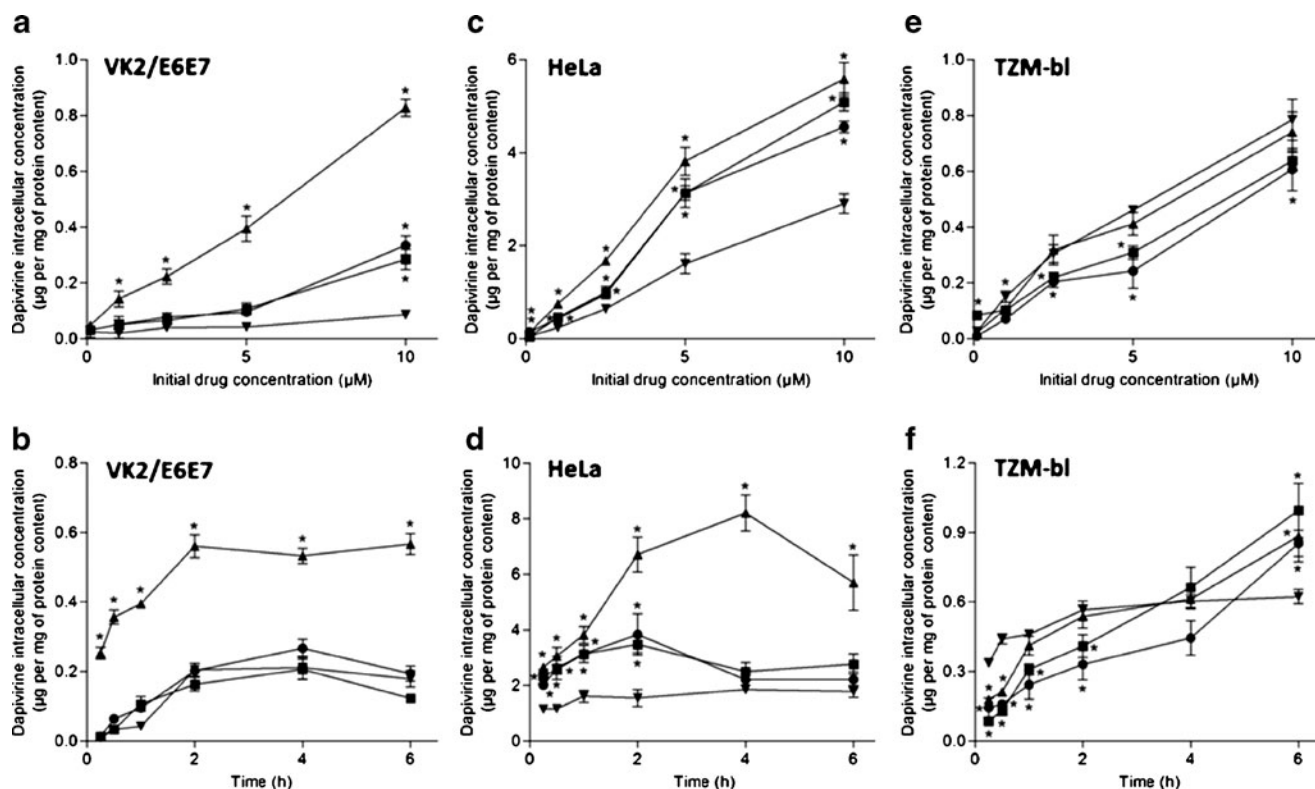 a
VK2/E6E7
Dapivirine intracellular concentration
(µg per mg of protein content)
1.0
0.8
0.6
0.4
0.2
0.0
0
5
10
Initial drug concentration (µM)
c
HeLa
Dapivirine intracellular concentration
(µg per mg of protein content)
6
4
2
0
0
5
10
Initial drug concentration (µM)
e
TZM-bl
Dapivirine intracellular concentration
(µg per mg of protein content)
1.0
0.8
0.6
0.4
0.2
0.0
0
5
10
Initial drug concentration (µM)
b
VK2/E6E7
Dapivirine intracellular concentration
(µg per mg of protein content)
0.8
0.6
0.4
0.2
0.0
0
2
4
6
Time (h)
d
HeLa
Dapivirine intracellular concentration
(µg per mg of protein content)
10
8
6
4
2
0
0
2
4
6
Time (h)
f
TZM-bl
Dapivirine intracellular concentration
(µg per mg of protein content)
1.2
0.9
0.6
0.3
0.0
0
2
4
6
Time (h)